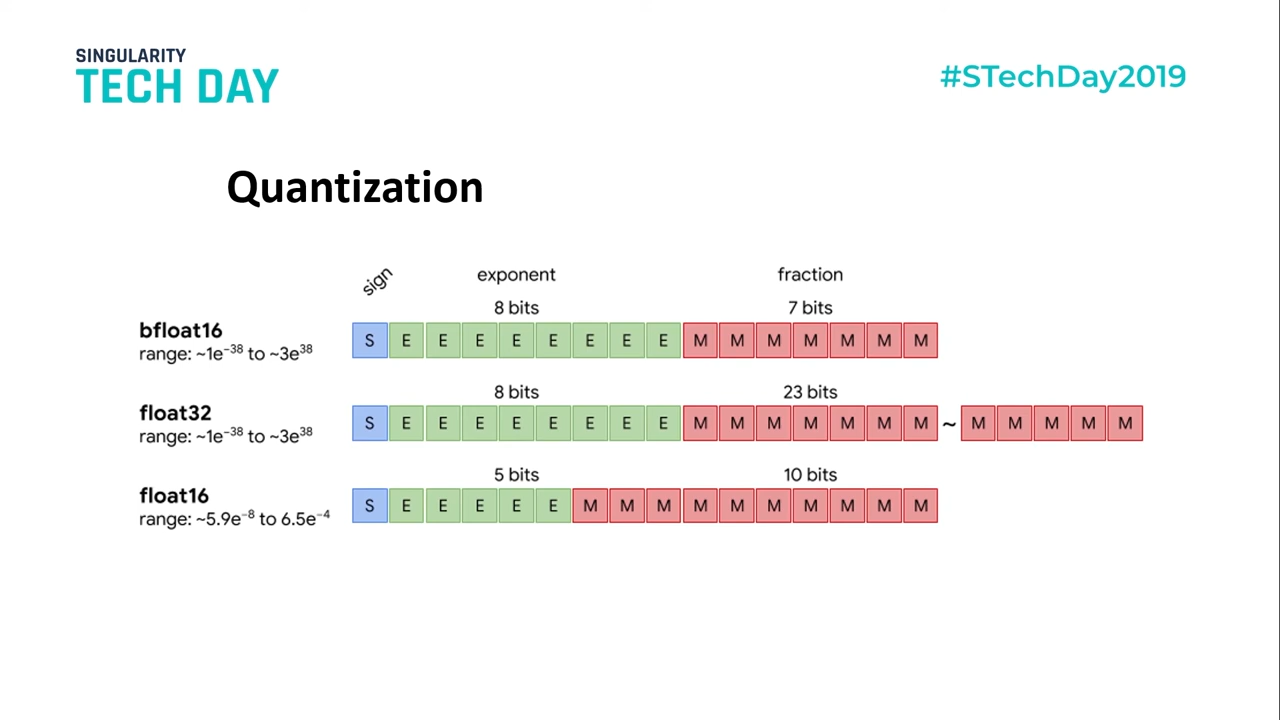 SINGULARITY
TECH DAY
#STechDay2019
Quantization
sign exponent fraction
8 bits 7 bits
bfloat16
range: ~1e⁻³⁸ to ~3e³⁸
S E E E E E E E E M M M M M M M
8 bits 23 bits
float32
range: ~1e⁻³⁸ to ~3e³⁸
S E E E E E E E E M M M M M M M ~ M M M M M
5 bits 10 bits
float16
range: ~5.9e⁻⁸ to 6.5e⁻⁴
S E E E E E M M M M M M M M M M